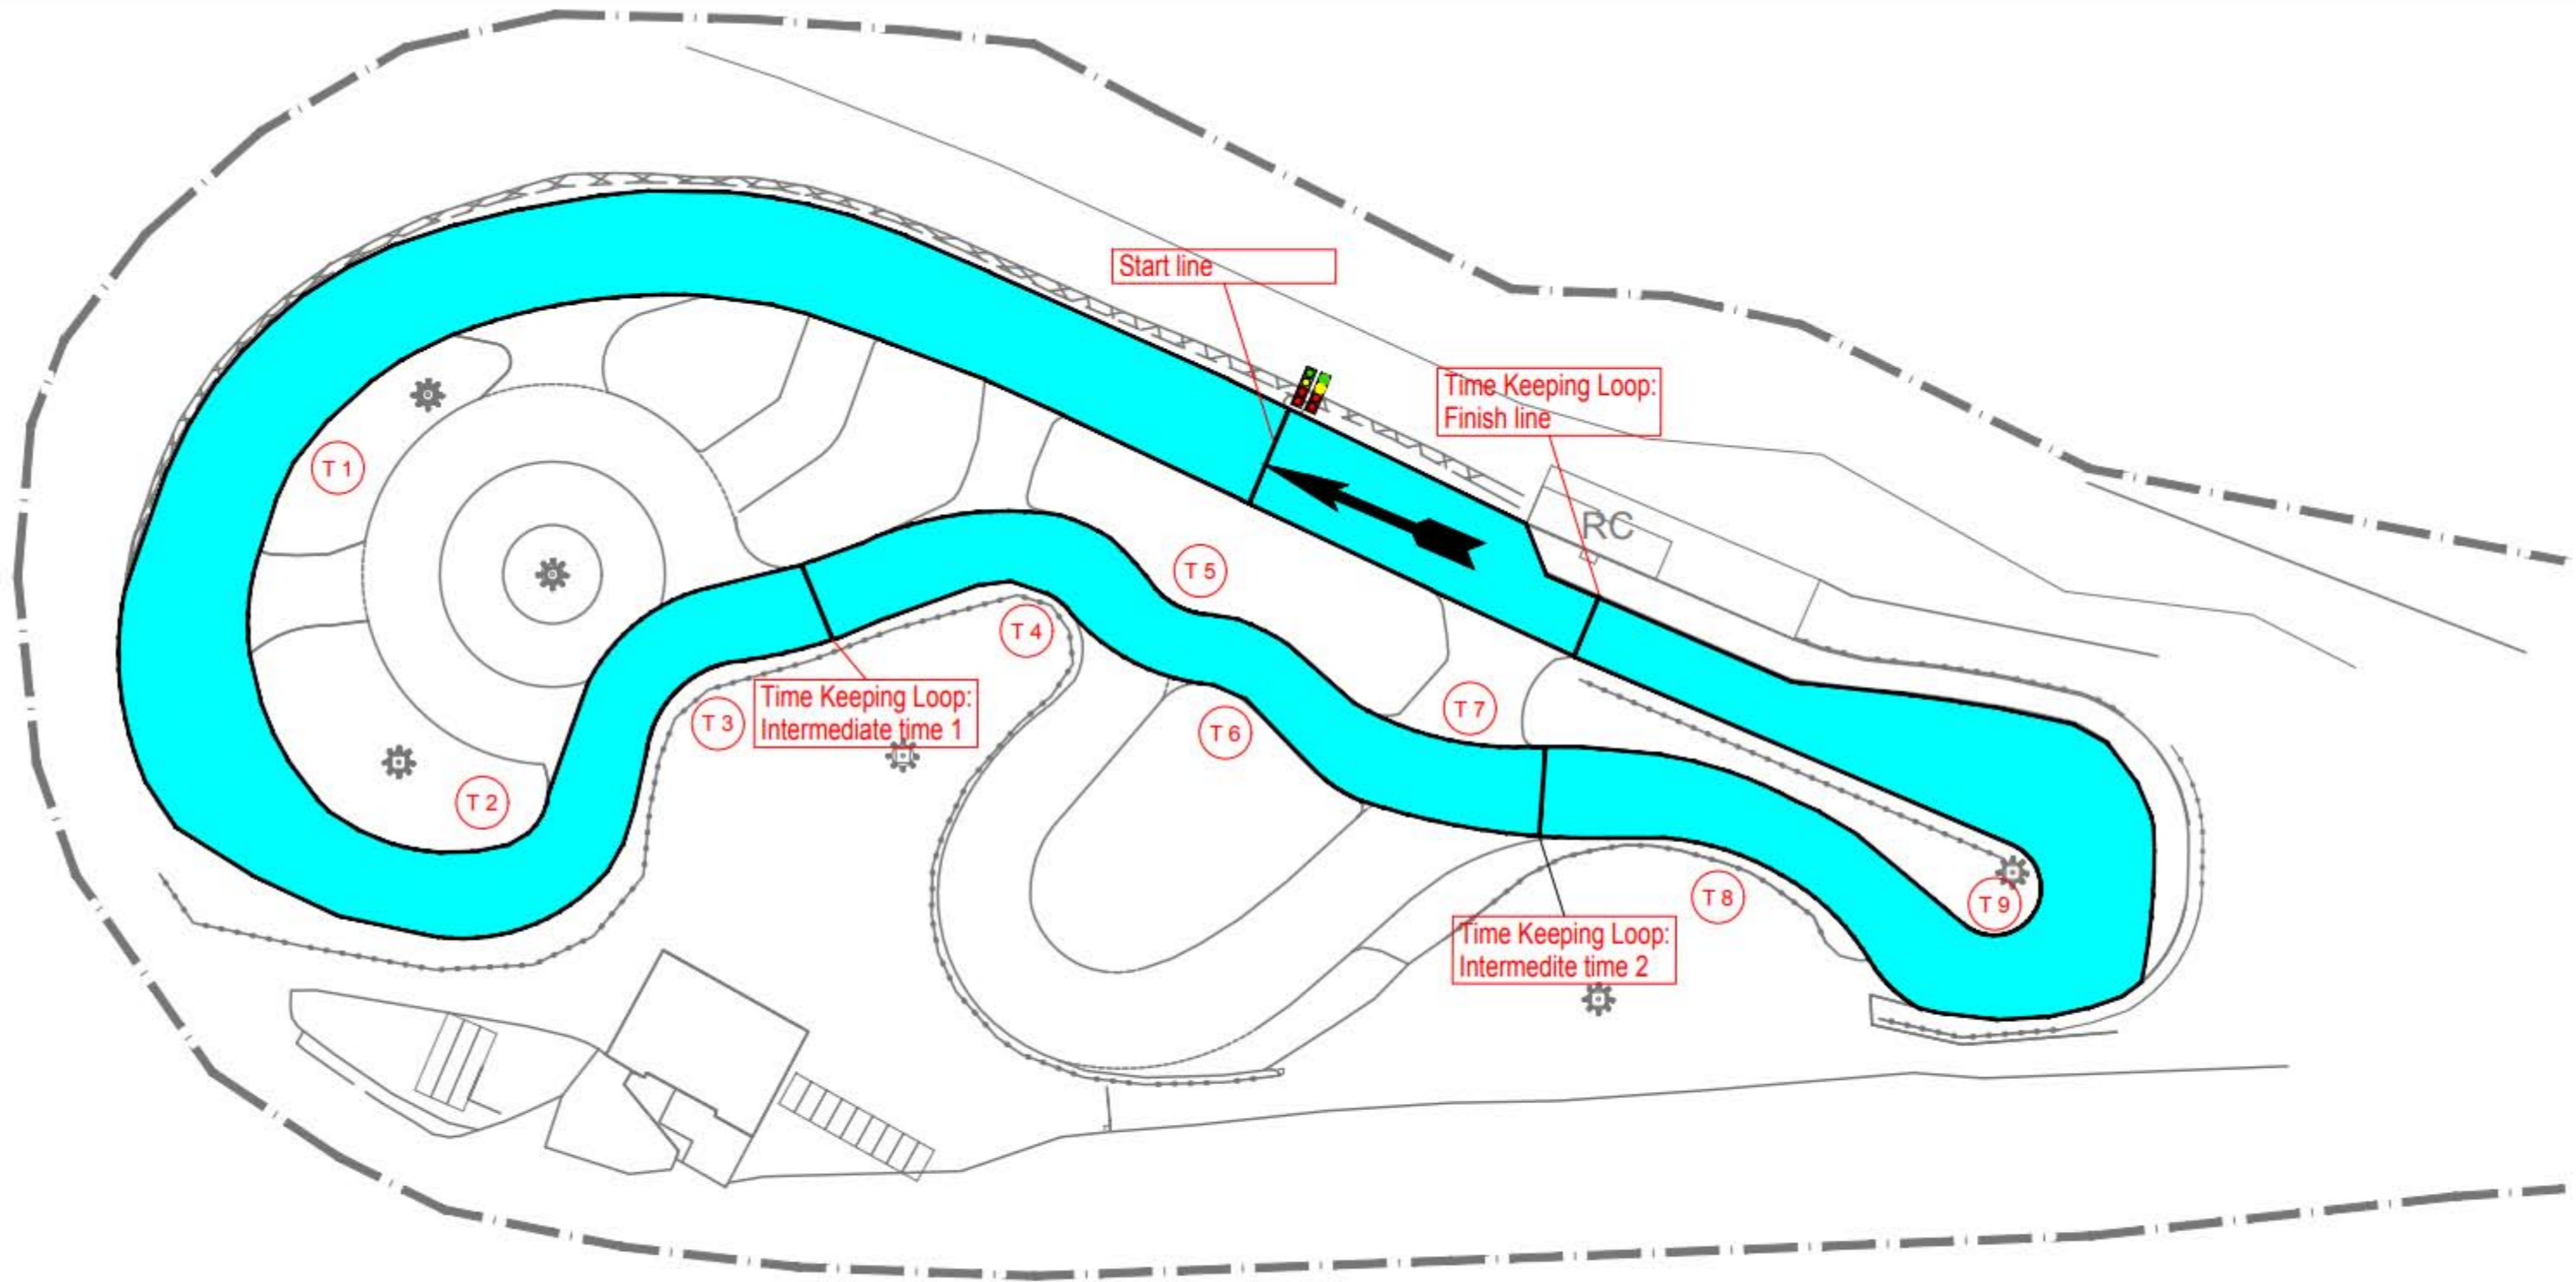 Start line
Time Keeping Loop:
Finish line
RC
T 1
T 5
T 4
Time Keeping Loop:
Intermediate time 1
T 3
T 6
T 7
T 2
T 8
T 9
Time Keeping Loop:
Intermedite time 2